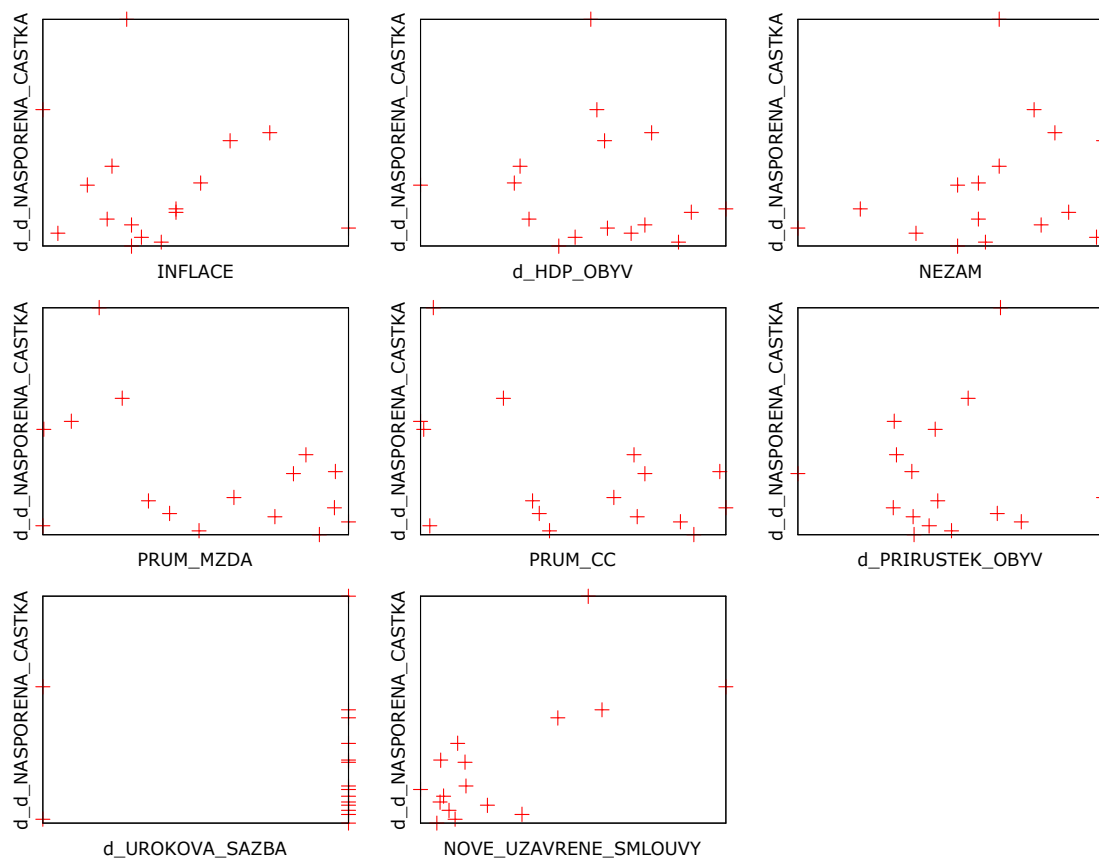 d_d_NASPORENA_CASTKA
INFLACE
d_d_NASPORENA_CASTKA
d_HDP_OBYV
d_d_NASPORENA_CASTKA
NEZAM
d_d_NASPORENA_CASTKA
PRUM_MZDA
d_d_NASPORENA_CASTKA
PRUM_CC
d_d_NASPORENA_CASTKA
d_PRIRUSTEK_OBYV
d_d_NASPORENA_CASTKA
d_UROKOVA_SAZBA
d_d_NASPORENA_CASTKA
NOVE_UZAVRENE_SMLOUVY